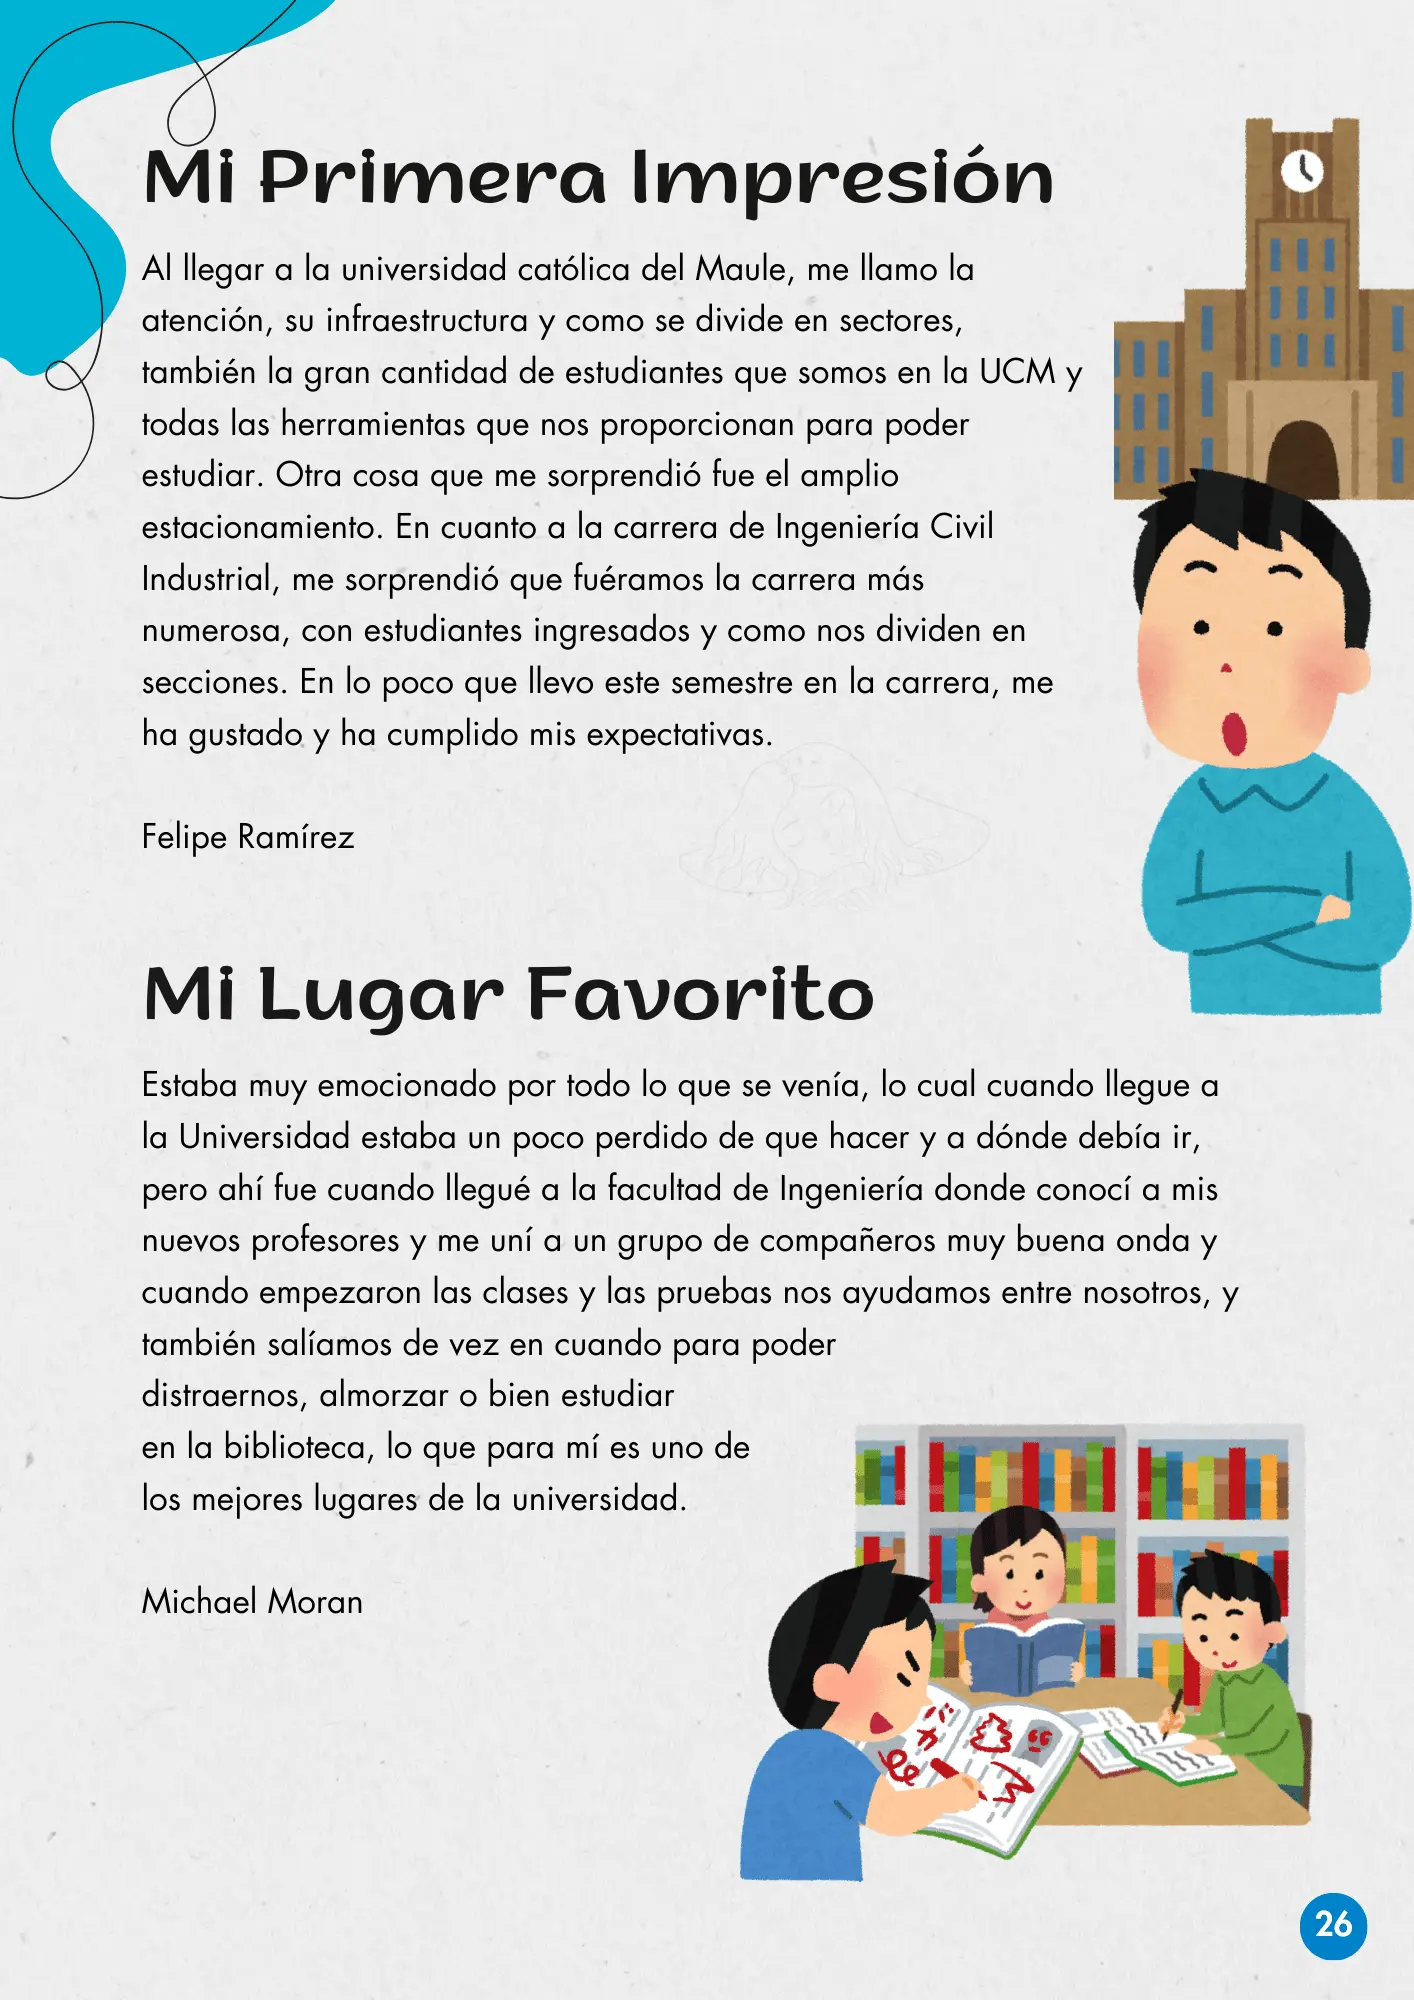 Mi Primera Impresión
Al llegar a la universidad católica del Maule, me llamo la
atención, su infraestructura y como se divide en sectores,
también la gran cantidad de estudiantes que somos en la UCM y
todas las herramientas que nos proporcionan para poder
estudiar. Otra cosa que me sorprendió fue el amplio
estacionamiento. En cuanto a la carrera de Ingeniería Civil
Industrial, me sorprendió que fuéramos la carrera más
numerosa, con estudiantes ingresados y como nos dividen en
secciones. En lo poco que llevo este semestre en la carrera, me
ha gustado y ha cumplido mis expectativas.
Felipe Ramírez
Mi Lugar Favorito
Estaba muy emocionado por todo lo que se venía, lo cual cuando llegue a
la Universidad estaba un poco perdido de que hacer y a dónde debía ir,
pero ahí fue cuando llegué a la facultad de Ingeniería donde conocí a mis
nuevos profesores y me uní a un grupo de compañeros muy buena onda y
cuando empezaron las clases y las pruebas nos ayudamos entre nosotros, y
también salíamos de vez en cuando para poder
distraernos, almorzar o bien estudiar
en la biblioteca, lo que para mí es uno de
los mejores lugares de la universidad.
Michael Moran
バカ
26